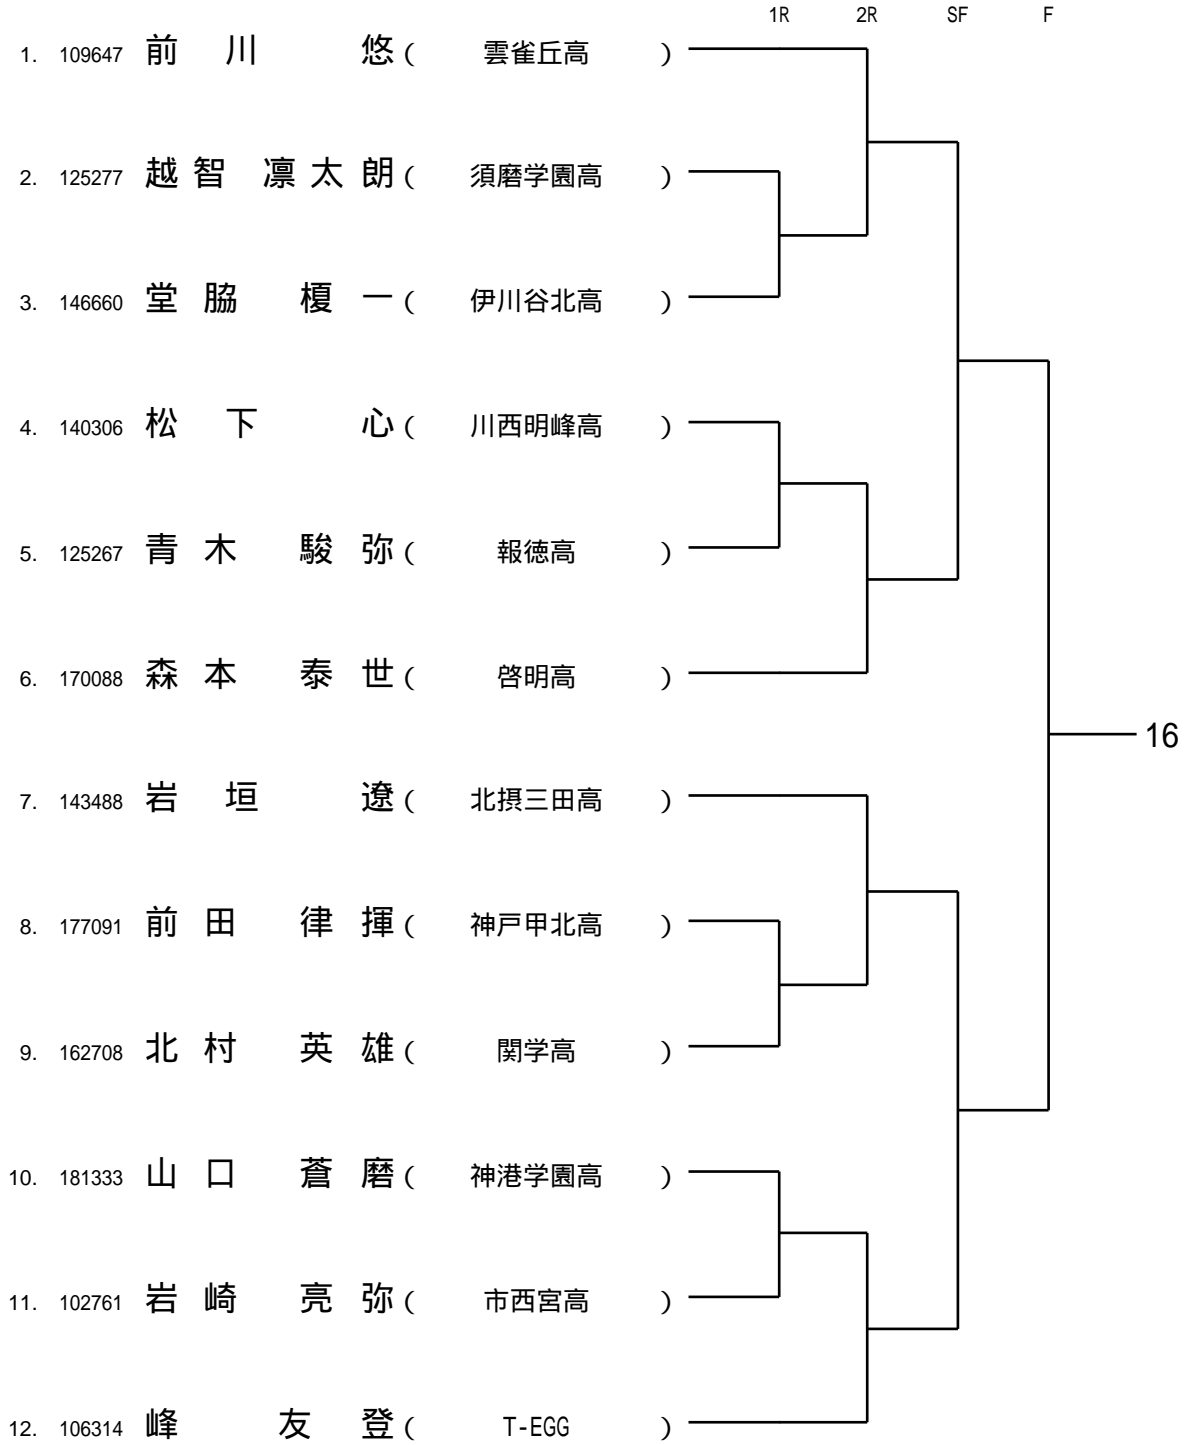 1R 2R SF F
1. 109647 前 川 悠 ( 雲雀丘高 )
2. 125277 越 智 凛 太 朗 ( 須磨学園高 )
3. 146660 堂 脇 榎 一 ( 伊川谷北高 )
4. 140306 松 下 心 ( 川西明峰高 )
5. 125267 青 木 駿 弥 ( 報徳高 )
6. 170088 森 本 泰 世 ( 啓明高 )
16
7. 143488 岩 垣 遼 ( 北摂三田高 )
8. 177091 前 田 律 揮 ( 神戸甲北高 )
9. 162708 北 村 英 雄 ( 関学高 )
10. 181333 山 口 蒼 磨 ( 神港学園高 )
11. 102761 岩 崎 亮 弥 ( 市西宮高 )
12. 106314 峰 友 登 ( T-EGG )